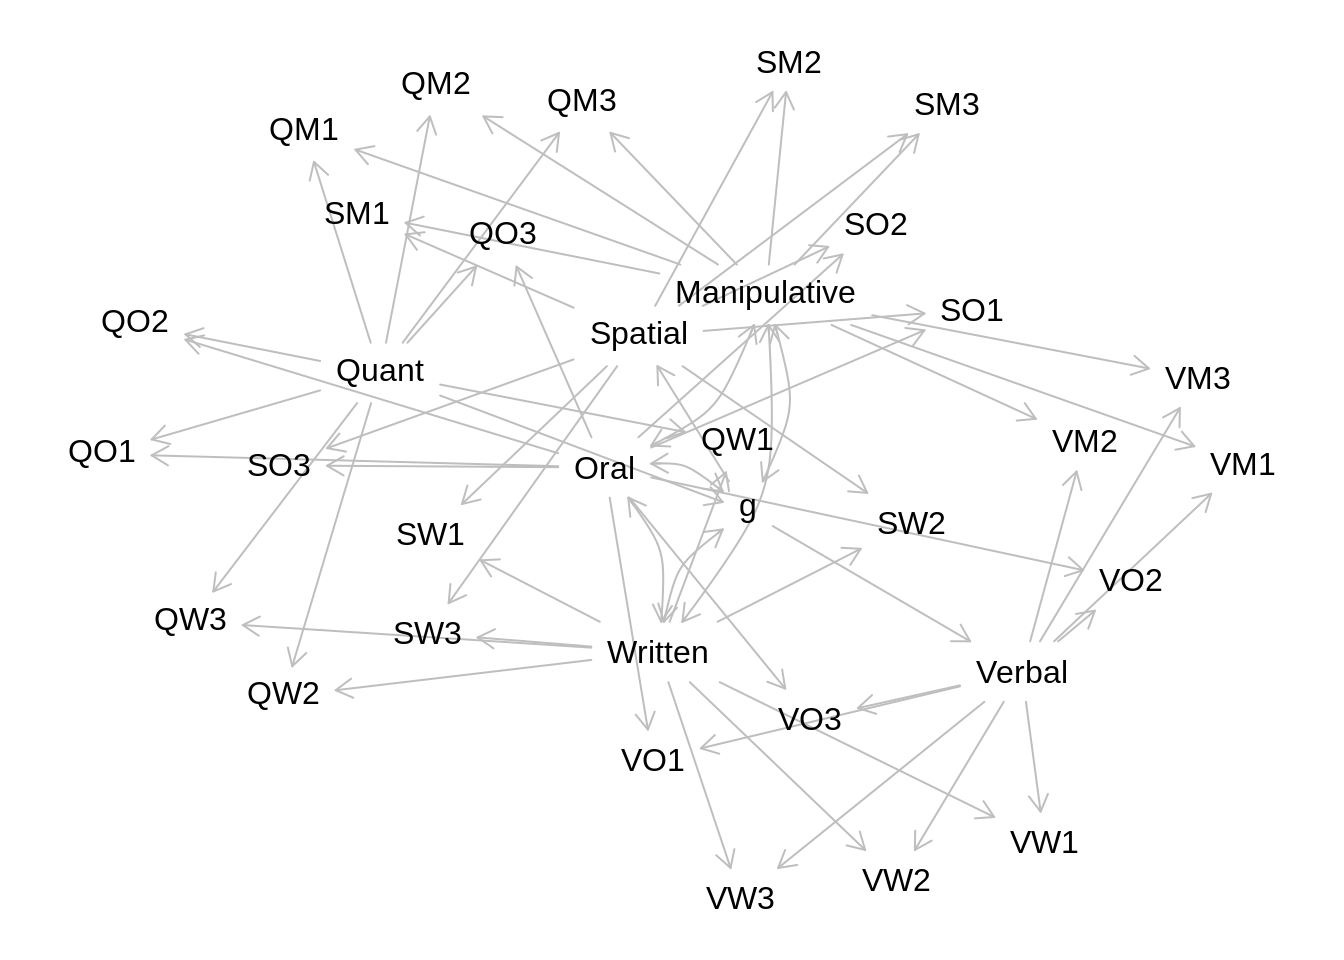 SM2
QM2
QM3
SM3
QM1
SM1
QO3
SO2
Manipulative
SO1
QO2
Spatial
Quant
VM3
QW1
VM2
QO1
SO3
Oral
VM1
g
SW2
SW1
VO2
QW3
SW3
Written
Verbal
QW2
VO3
VO1
VW1
VW2
VW3